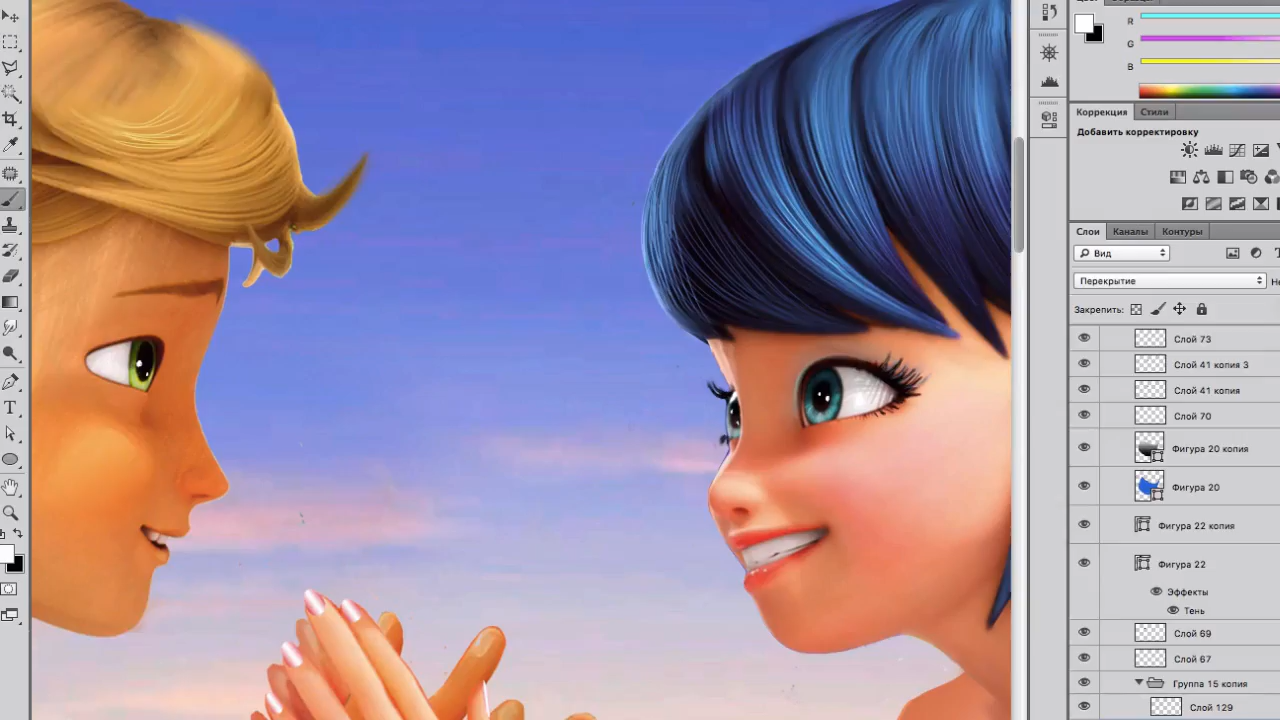 R
G
B
Коррекция Стили
Добавить корректировку
Слои Каналы Контуры
Вид
Перекрытие
Закрепить:
Слой 73
Слой 41 копия 3
Слой 41 копия
Слой 70
Фигура 20 копия
Фигура 20
Фигура 22 копия
Фигура 22
Эффекты
Тень
Слой 69
Слой 67
Группа 15 копия
Слой 129